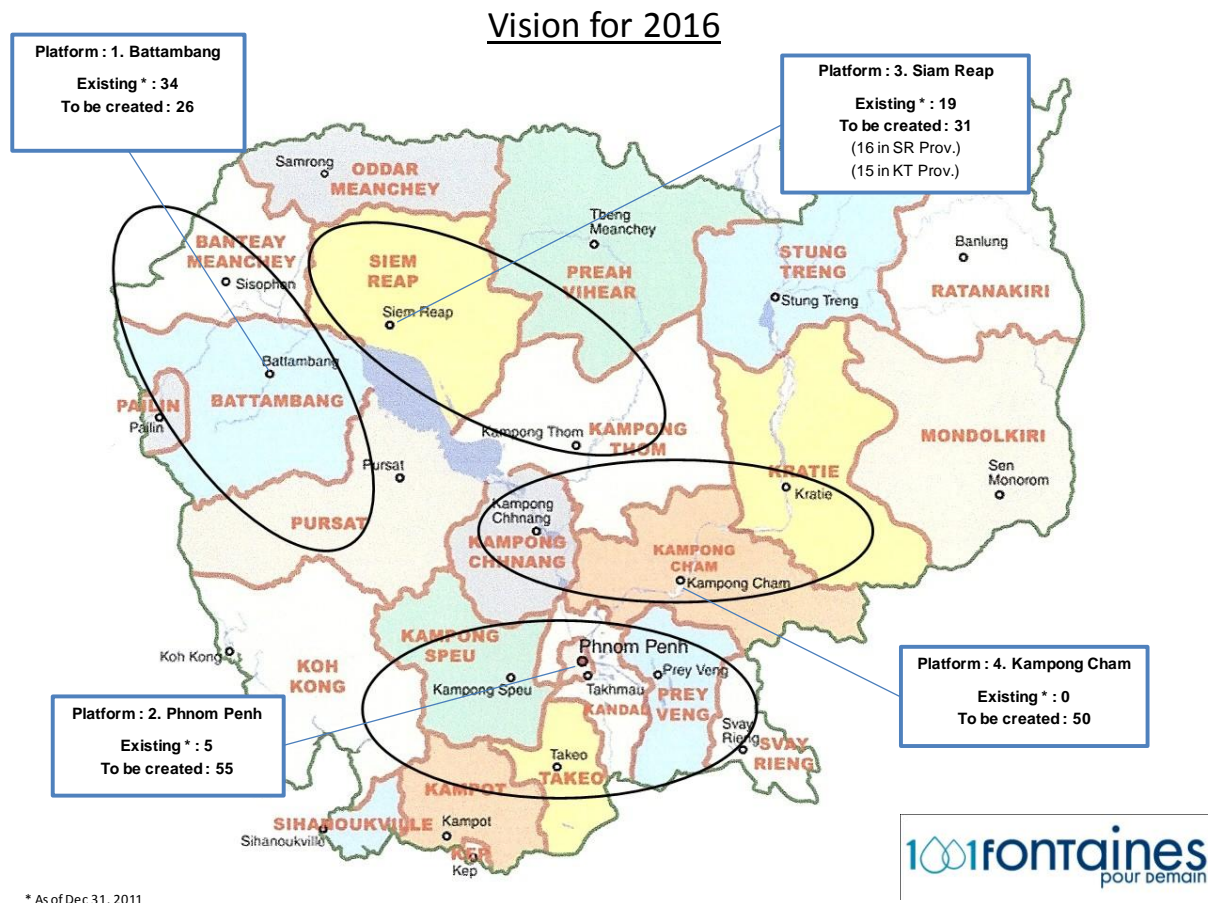 Vision for 2016
Platform : 1. Battambang
Existing * : 34
To be created : 26
Platform : 3. Siam Reap
Existing * : 19
To be created : 31
(16 in SR Prov.)
(15 in KT Prov.)
Samrong
ODDAR
MEANCHEY
Tbeng
Meanchey
BANTEAY
MEANCHEY
Sisophon
SIEM
REAP
Siem Reap
PREAH
VIHEAR
STUNG
TRENG
Stung Treng
Banlung
RATANAKIRI
Battambang
BATTAMBANG
PAILIN
Pailin
Kampong Thom
KAMPONG
THOM
MONDOLKIRI
Sen
Monorom
KRATIE
Kratie
Pursat
PURSAT
Kampong
Chhnang
KAMPONG
CHHNANG
KAMPONG
CHAM
Kampong Cham
Koh Kong
KOH
KONG
KAMPONG
SPEU
Kampong Speu
Phnom Penh
Takhmau
KANDAL
Prey Veng
PREY
VENG
Svay
Rieng
SVAY
RIENG
Platform : 4. Kampong Cham
Existing * : 0
To be created : 50
Platform : 2. Phnom Penh
Existing * : 5
To be created : 55
Takeo
TAKEO
KAMPOT
Kampot
SIHANOUKVILLE
Sihanoukville
KEP
Kep
1001fontaines
pour demain
* As of Dec 31, 2011